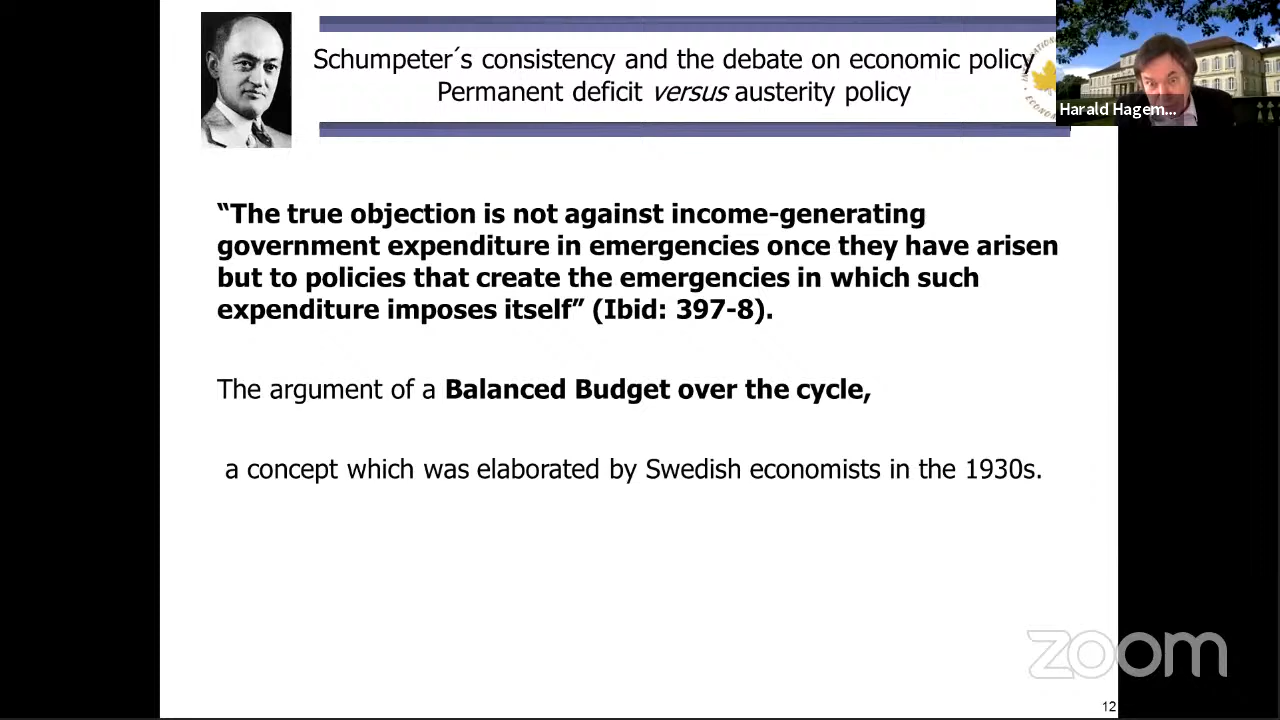 Schumpeter´s consistency and the debate on economic policy
Permanent deficit versus austerity policy
Harald Hagem...
“The true objection is not against income-generating
government expenditure in emergencies once they have arisen
but to policies that create the emergencies in which such
expenditure imposes itself” (Ibid: 397-8).
The argument of a Balanced Budget over the cycle,
a concept which was elaborated by Swedish economists in the 1930s.
zoom
12